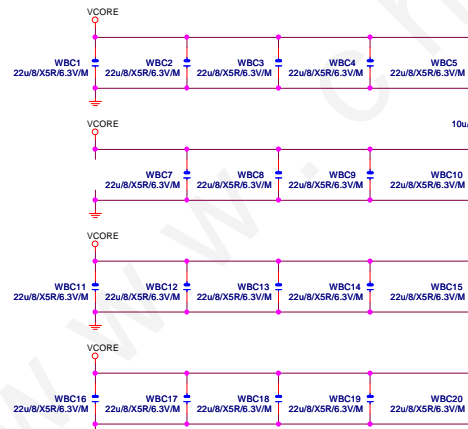 VCORE
WBC1 WBC2 WBC3 WBC4 WBC5
22u/8/X5R/6.3V/M 22u/8/X5R/6.3V/M 22u/8/X5R/6.3V/M 22u/8/X5R/6.3V/M 22u/8/X5R/6.3V/M
VCORE
10u/
WBC7 WBC8 WBC9 WBC10
22u/8/X5R/6.3V/M 22u/8/X5R/6.3V/M 22u/8/X5R/6.3V/M 22u/8/X5R/6.3V/M
VCORE
WBC11 WBC12 WBC13 WBC14 WBC15
22u/8/X5R/6.3V/M 22u/8/X5R/6.3V/M 22u/8/X5R/6.3V/M 22u/8/X5R/6.3V/M 22u/8/X5R/6.3V/M
VCORE
WBC16 WBC17 WBC18 WBC19 WBC20
22u/8/X5R/6.3V/M 22u/8/X5R/6.3V/M 22u/8/X5R/6.3V/M 22u/8/X5R/6.3V/M 22u/8/X5R/6.3V/M
www.ch